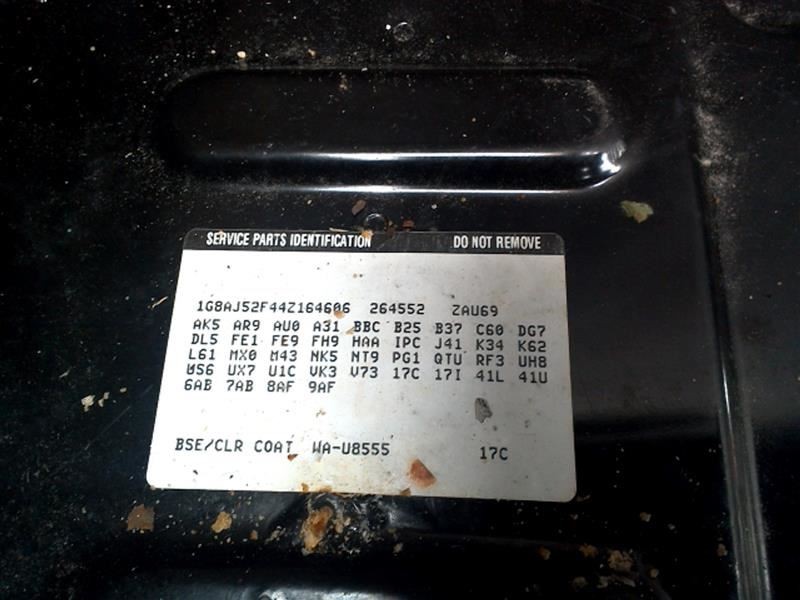 SERVICE PARTS IDENTIFICATION DO NOT REMOVE
1G8AJ52F44Z164606 264552 ZAU69
AK5 AR9 AU0 A31 BBC B25 B37 C60 DG7
DL5 FE1 FE9 FH9 HAA IPC J41 K34 K62
L61 MX0 M43 NK5 NT9 PG1 QTU RF3 UH8
US6 UX7 U1C VK3 V73 17C 17I 41L 41U
6AB 7AB 8AF 9AF
BSE/CLR COAT WA-U8555 17C